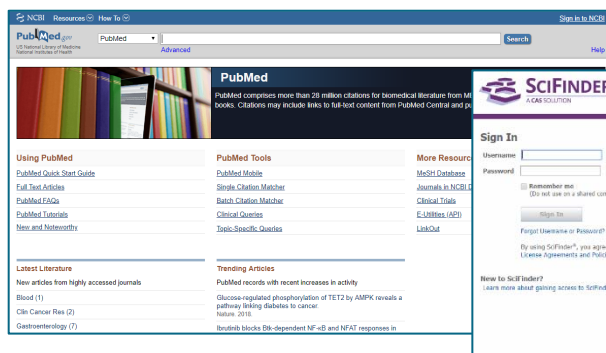 NCBI Resources How To Sign in to NCBI
PubMed.gov
US National Library of Medicine
National Institutes of Health
PubMed
Search
Advanced
Help
PubMed
PubMed comprises more than 28 million citations for biomedical literature from
books. Citations may include links to full-text content from PubMed Central and
Using PubMed
PubMed Quick Start Guide
Full Text Articles
PubMed FAQs
PubMed Tutorials
New and Noteworthy
PubMed Tools
PubMed Mobile
Single Citation Matcher
Batch Citation Matcher
Clinical Queries
Topic-Specific Queries
More Resourc
MeSH Database
Journals in NCBI D
Clinical Trials
E-Utilities (API)
LinkOut
Latest Literature
New articles from highly accessed journals
Blood (1)
Clin Cancer Res (2)
Gastroenterology (7)
Trending Articles
PubMed records with recent increases in activity
Glucose-regulated phosphorylation of TET2 by AMPK reveals a
pathway linking diabetes to cancer.
Nature. 2018.
Ibrutinib blocks Btk-dependent NF-κB and NFAT responses in
SCIFINDER
A CAS SOLUTION
Sign In
Username
Password
Remember me
(Do not use on a shared com
Sign In
Forgot Username or Password?
By using SciFinder®, you agree
License Agreements and Polici
New to SciFinder?
Learn more about gaining access to SciFind